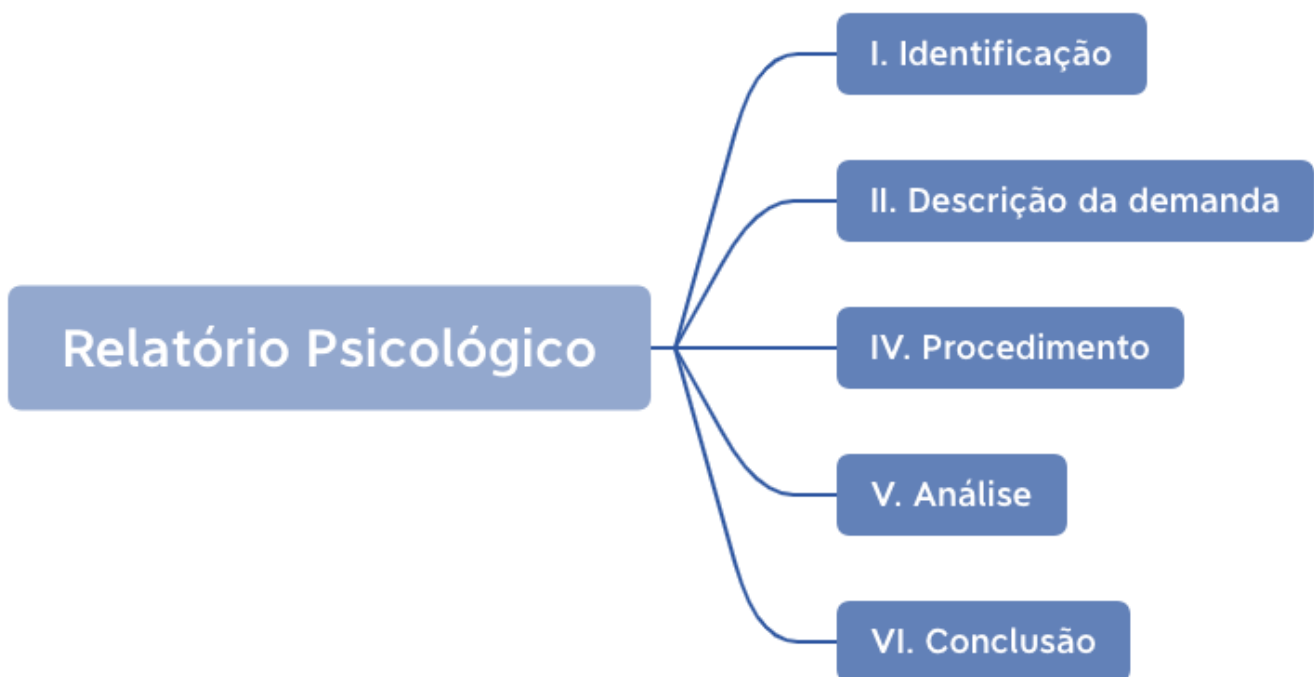 Relatório Psicológico
I. Identificação
II. Descrição da demanda
IV. Procedimento
V. Análise
VI. Conclusão